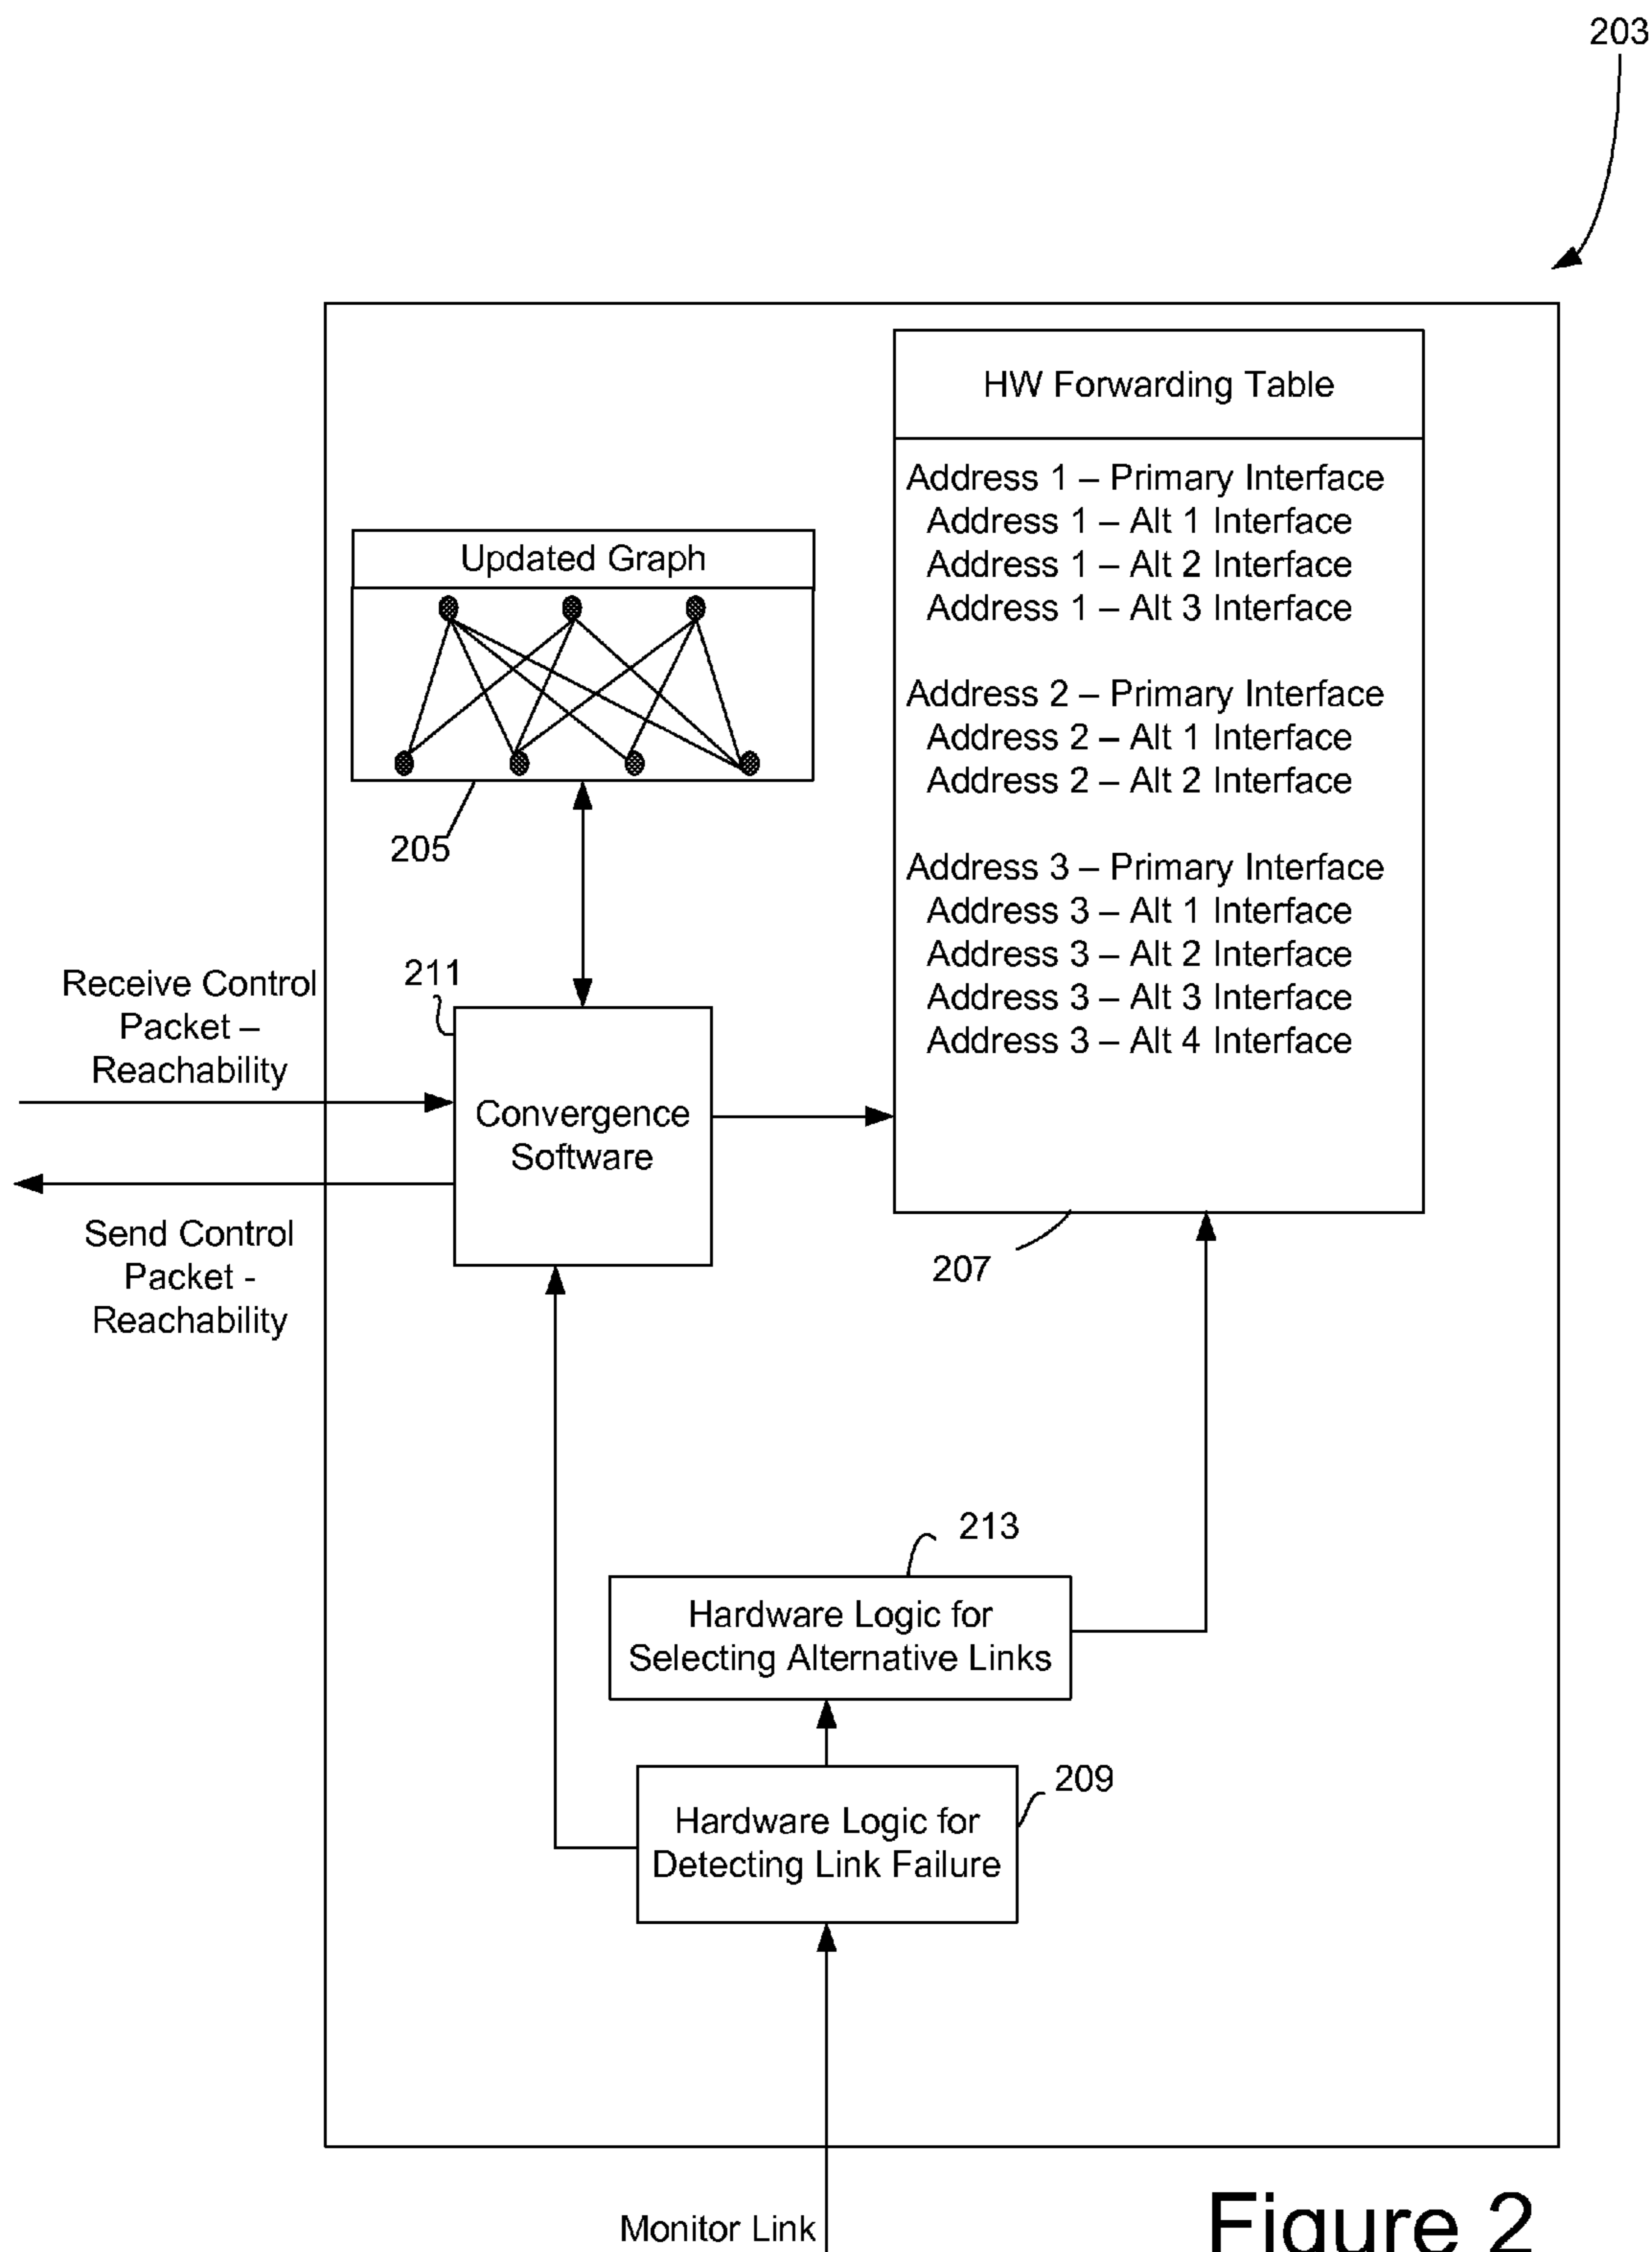 203
HW Forwarding Table
Address 1 – Primary Interface
Address 1 – Alt 1 Interface
Address 1 – Alt 2 Interface
Address 1 – Alt 3 Interface
Address 2 – Primary Interface
Address 2 – Alt 1 Interface
Address 2 – Alt 2 Interface
Address 3 – Primary Interface
Address 3 – Alt 1 Interface
Address 3 – Alt 2 Interface
Address 3 – Alt 3 Interface
Address 3 – Alt 4 Interface
207
Updated Graph
205
211
Receive Control
Packet –
Reachability
Convergence
Software
Send Control
Packet -
Reachability
213
Hardware Logic for
Selecting Alternative Links
209
Hardware Logic for
Detecting Link Failure
Monitor Link
Figure 2